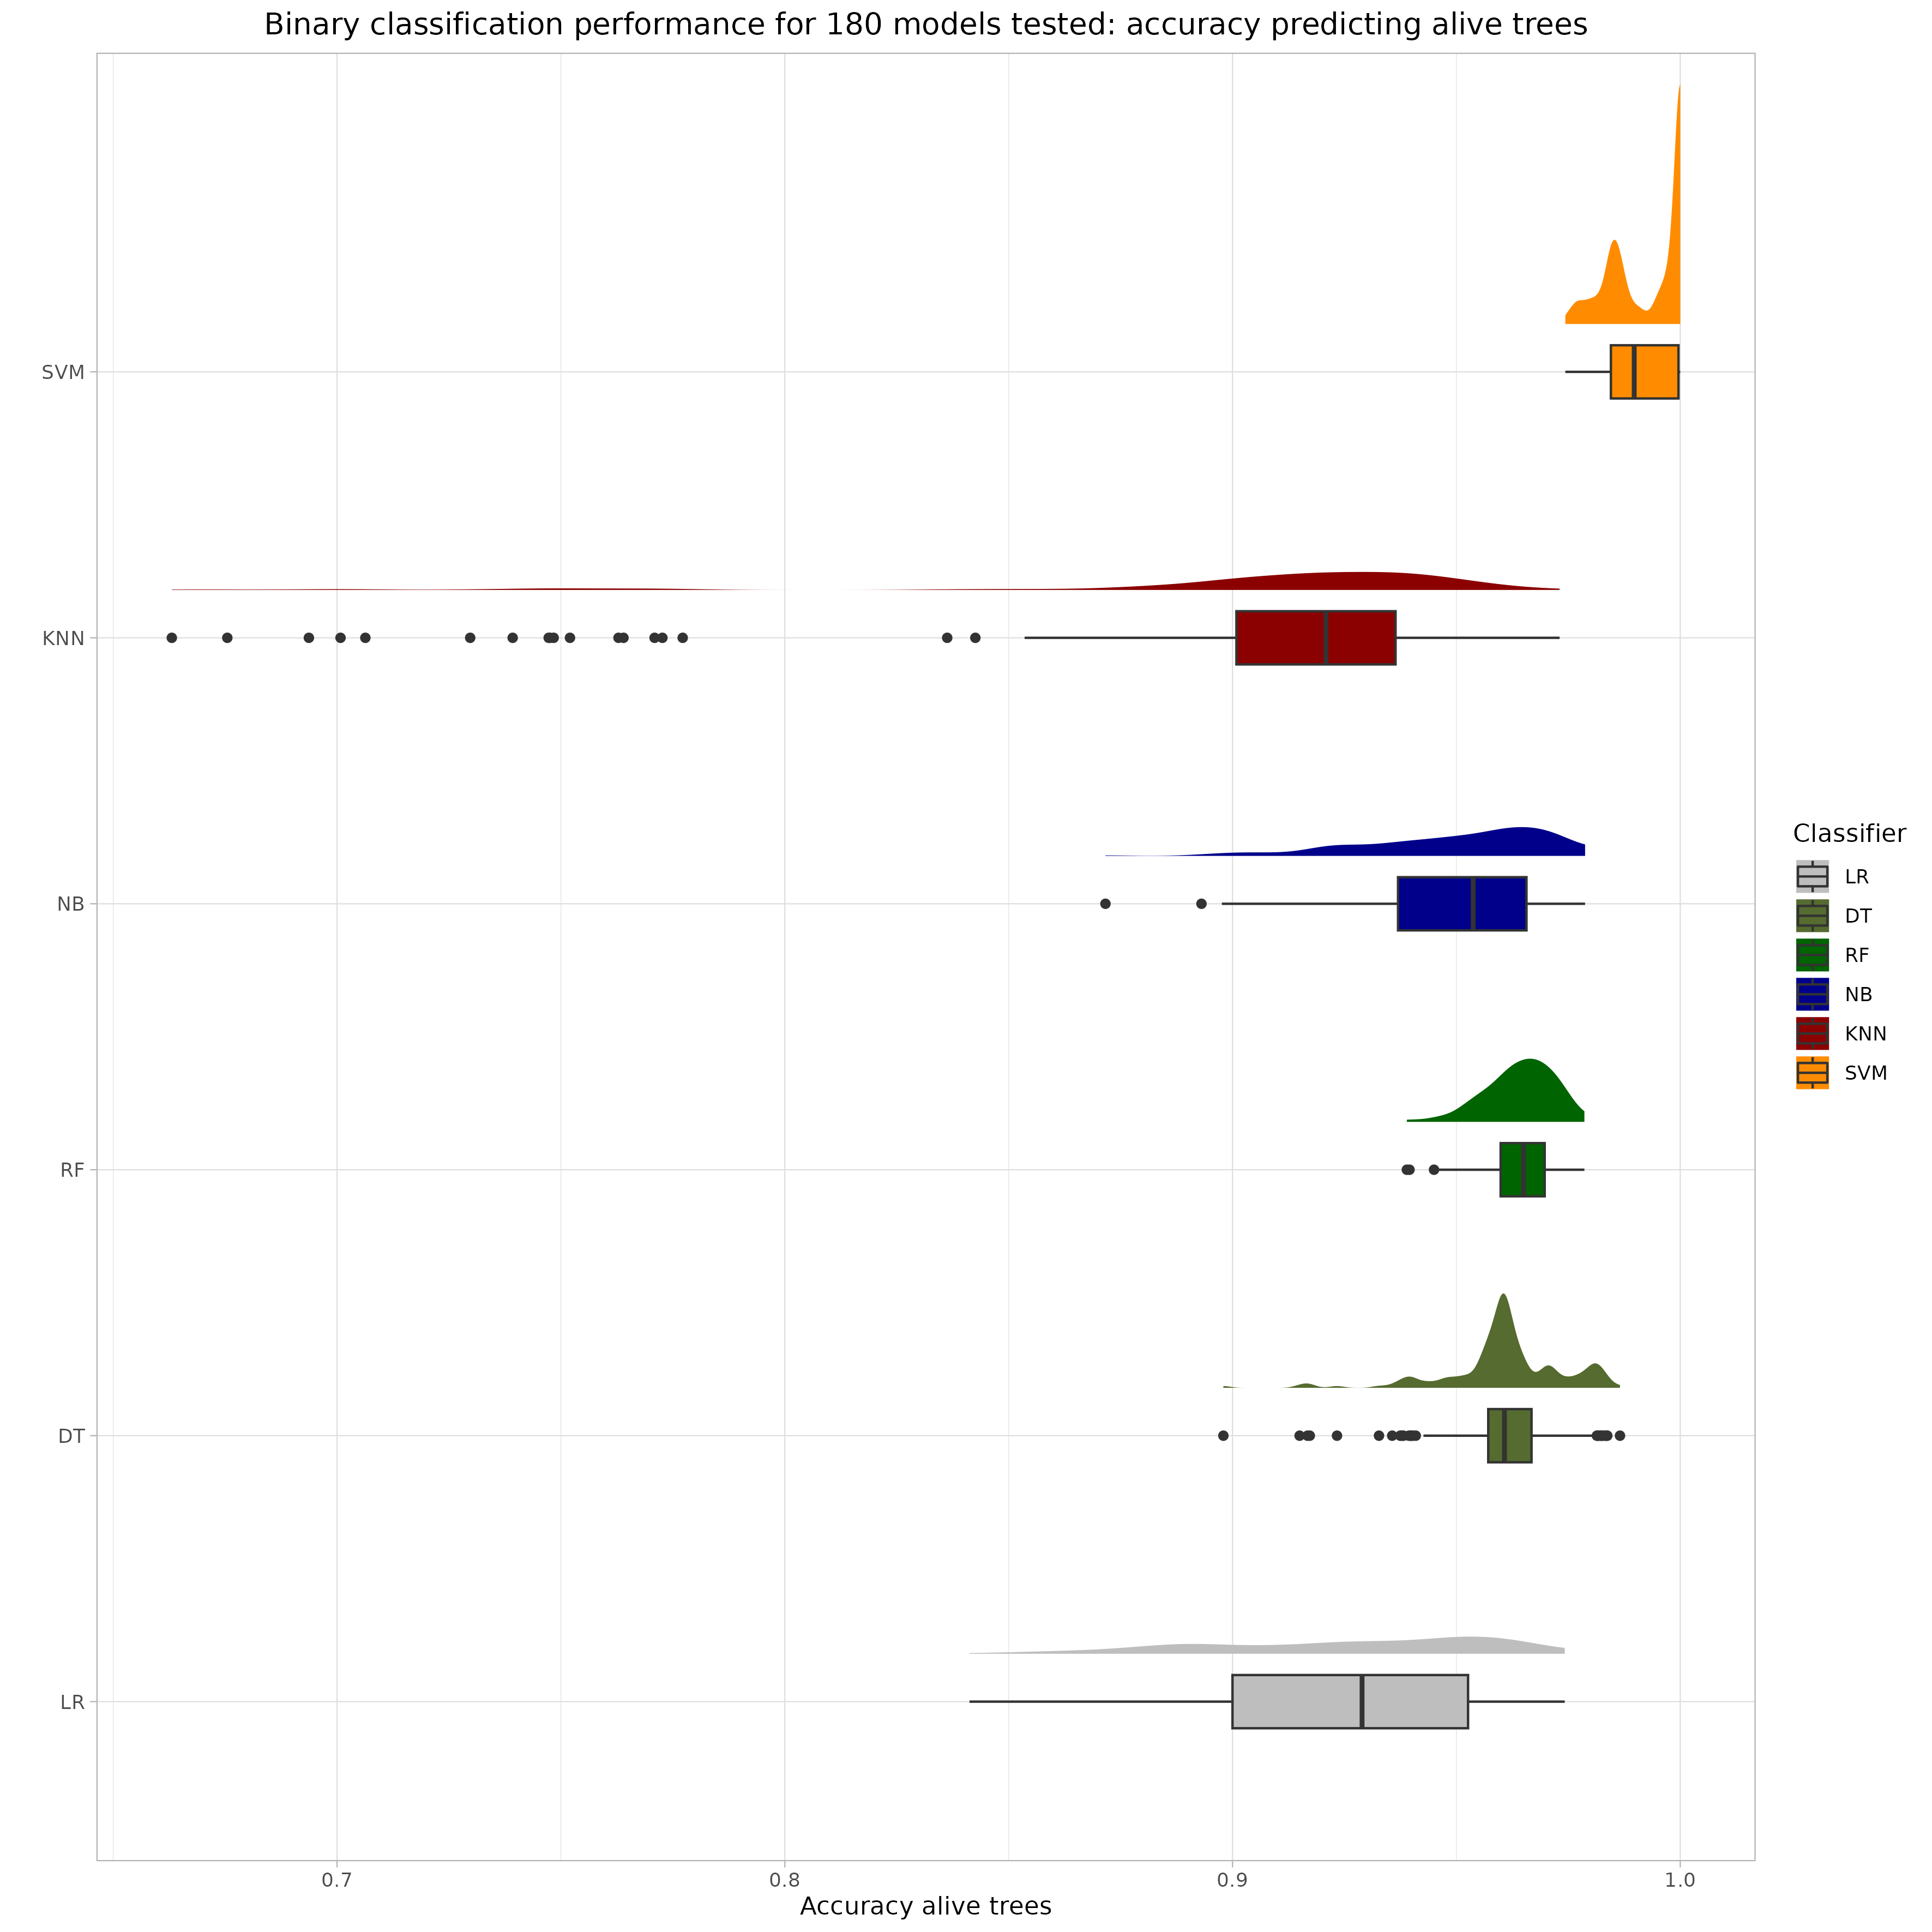 Binary classification performance for 180 models tested: accuracy predicting alive trees
SVM
KNN
NB
RF
DT
LR
0.7 0.8 0.9 1.0
Accuracy alive trees
Classifier
LR
DT
RF
NB
KNN
SVM